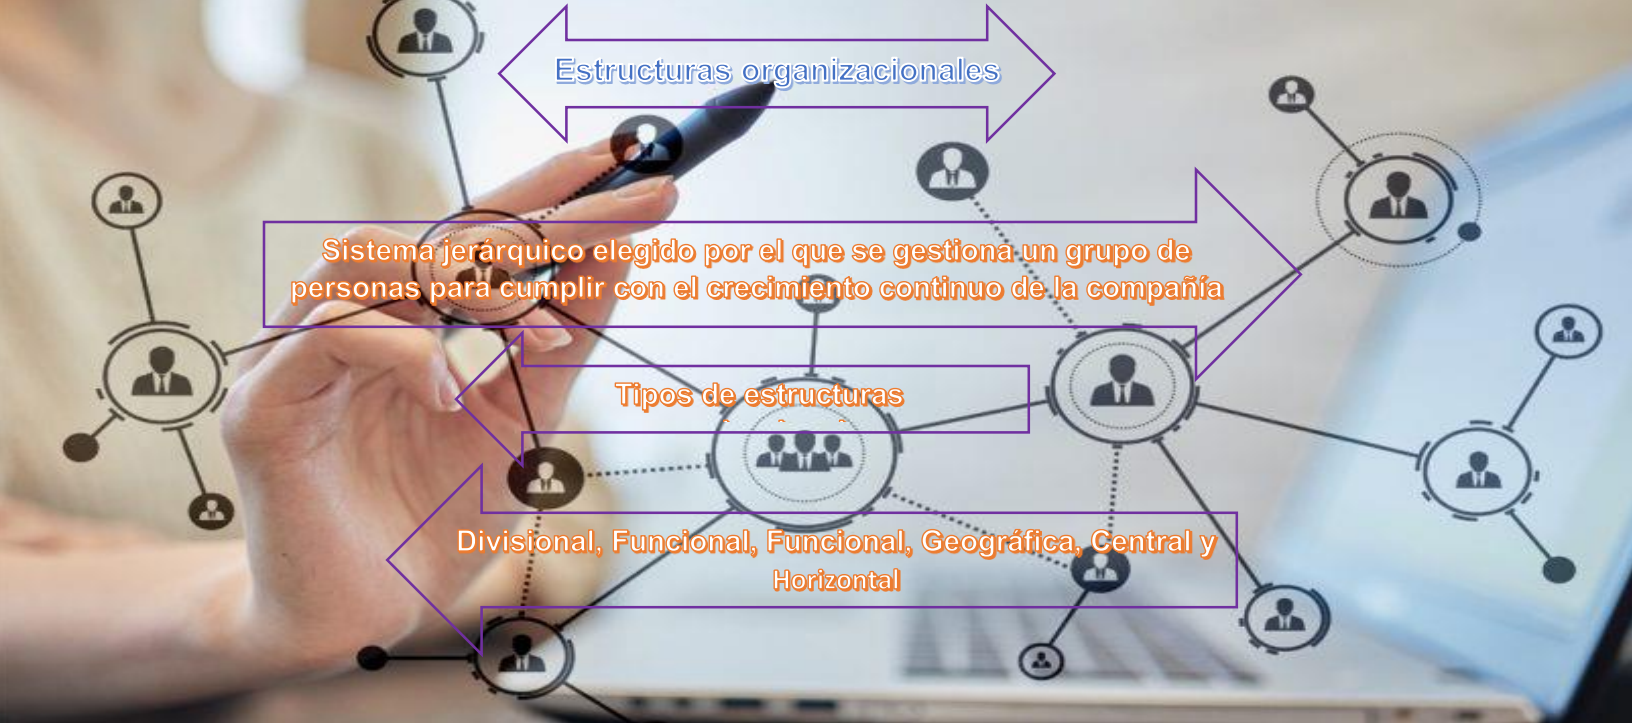 Estructuras organizacionales
Sistema jerárquico elegido por el que se gestiona un grupo de
personas para cumplir con el crecimiento continuo de la compañía
Tipos de estructuras
Divisional, Funcional, Funcional, Geográfica, Central y
Horizontal